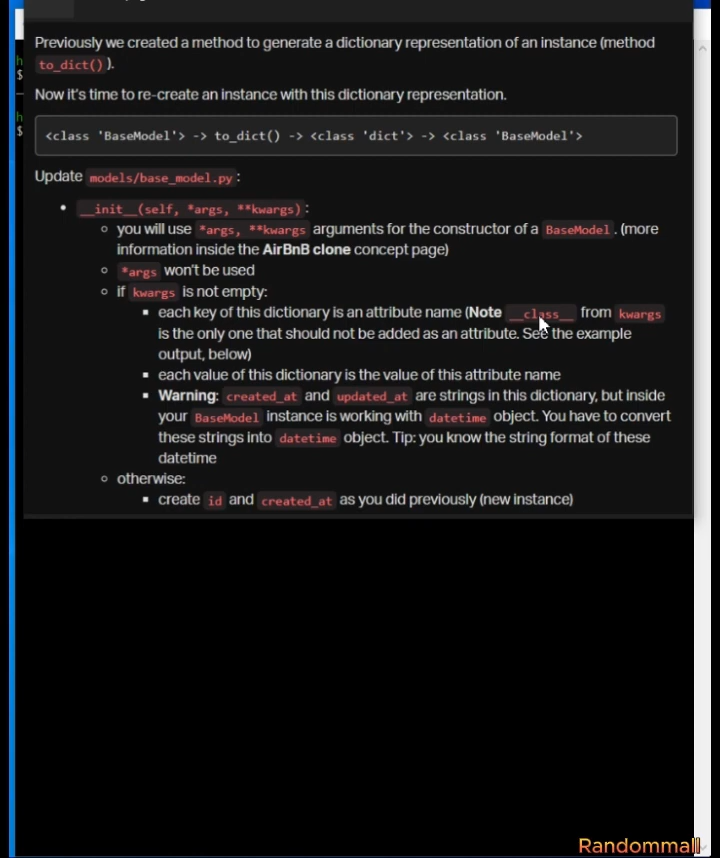 Previously we created a method to generate a dictionary representation of an instance (method
to_dict() ).
h
$
Now it's time to re-create an instance with this dictionary representation.
h
$
<class 'BaseModel'> -> to_dict() -> <class 'dict'> -> <class 'BaseModel'>
Update models/base_model.py :
• __init__(self, *args, **kwargs) :
○ you will use *args, **kwargs arguments for the constructor of a BaseModel . (more
information inside the AirBnB clone concept page)
○ *args won't be used
○ if kwargs is not empty:
▪ each key of this dictionary is an attribute name (Note __class__ from kwargs
is the only one that should not be added as an attribute. See the example
output, below)
▪ each value of this dictionary is the value of this attribute name
▪ Warning: created_at and updated_at are strings in this dictionary, but inside
your BaseModel instance is working with datetime object. You have to convert
these strings into datetime object. Tip: you know the string format of these
datetime
○ otherwise:
▪ create id and created_at as you did previously (new instance)
Randommall